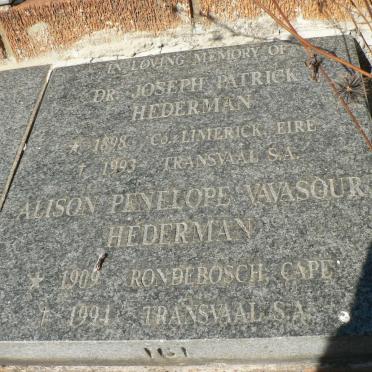 IN LOVING MEMORY OF
DR. JOSEPH PATRICK
HEDERMAN
* 1898 Co. LIMERICK, EIRE
† 1993 TRANSVAAL S.A.
ALISON PENELOPE VAVASOUR
HEDERMAN
* 1909 RONDEBOSCH, CAPE
† 1994 TRANSVAAL S.A.